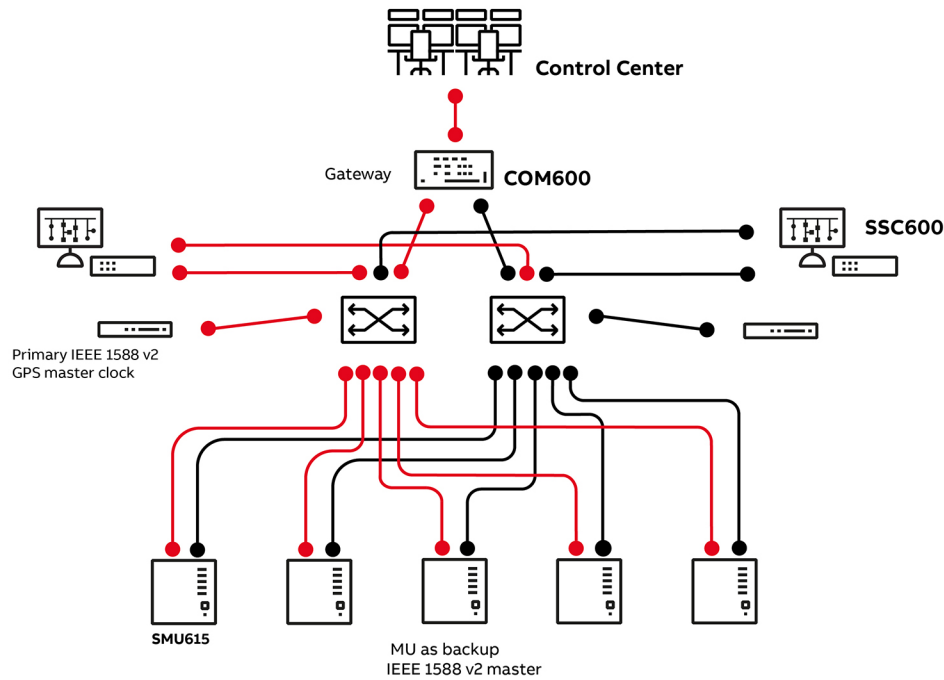 Control Center
Gateway
COM600
SSC600
Primary IEEE 1588 v2
GPS master clock
SMU615
MU as backup
IEEE 1588 v2 master